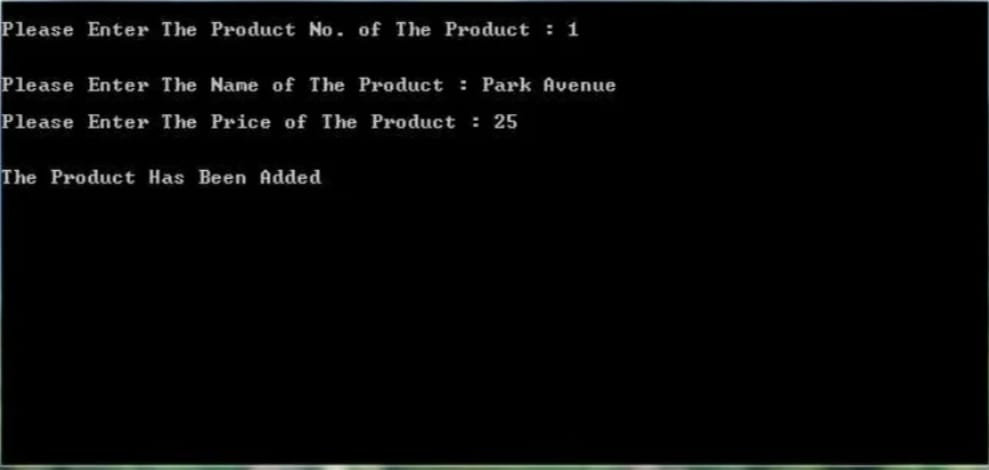 Please Enter The Product No. of The Product : 1
Please Enter The Name of The Product : Park Avenue
Please Enter The Price of The Product : 25
The Product Has Been Added